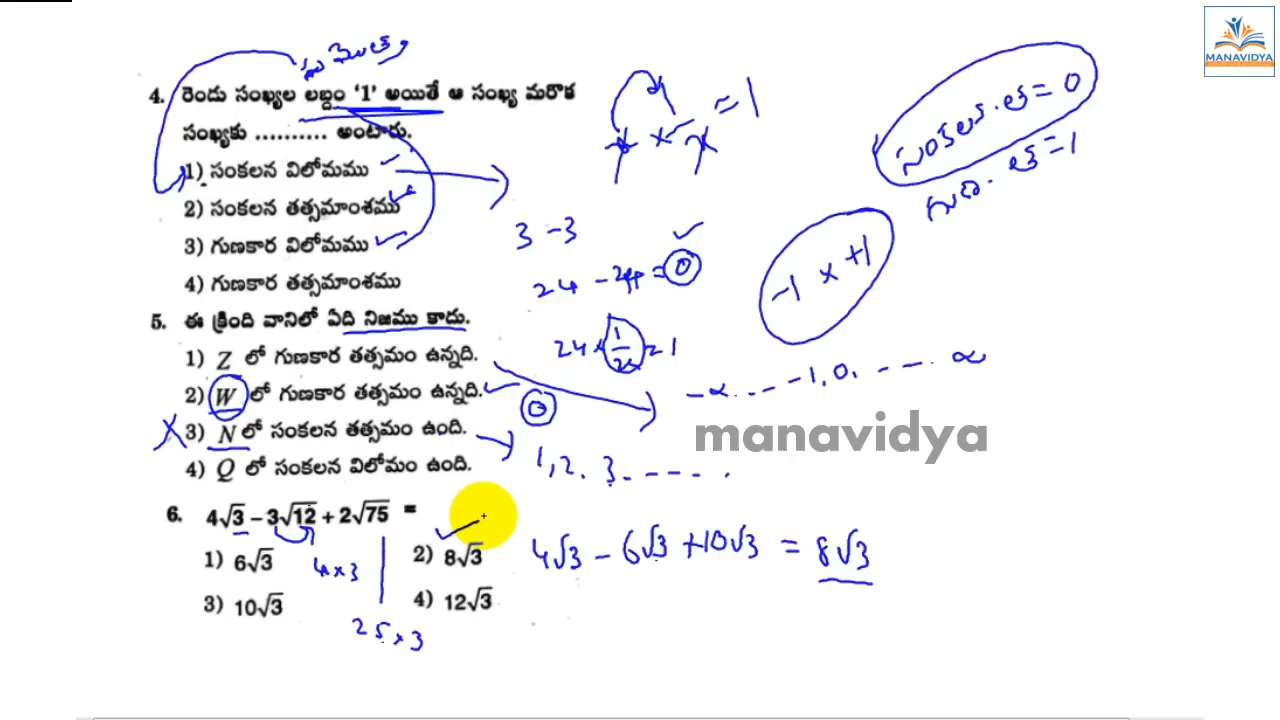 MANAVIDYA
4. రెండు సంఖ్యల లబ్దం ‘1’ అయితే ఆ సంఖ్య మరొక
సంఖ్యకు .......... అంటారు.
1) సంకలన విలోమము
2) సంకలన తత్సమాంశము
3) గుణకార విలోమము
4) గుణకార తత్సమాంశము
= 1
సంకలన . త = 0
గుణ . త = 1
3 -3
24 - 24 = 0
24 × 1/24 = 1
-1 × +1
5. ఈ క్రింది వానిలో ఏది నిజము కాదు.
1) Z లో గుణకార తత్సమం ఉన్నది.
2) W లో గుణకార తత్సమం ఉన్నది.
3) N లో సంకలన తత్సమం ఉంది.
4) Q లో సంకలన విలోమం ఉంది.
-∝ . . . - -1, 0, - - - . ∝
0
manavidya
1, 2, 3, - - - - - .
6. 4√3 – 3√12 + 2√75 =
1) 6√3
2) 8√3
3) 10√3
4) 12√3
4 × 3
25 × 3
4√3 - 6√3 + 10√3 = 8√3